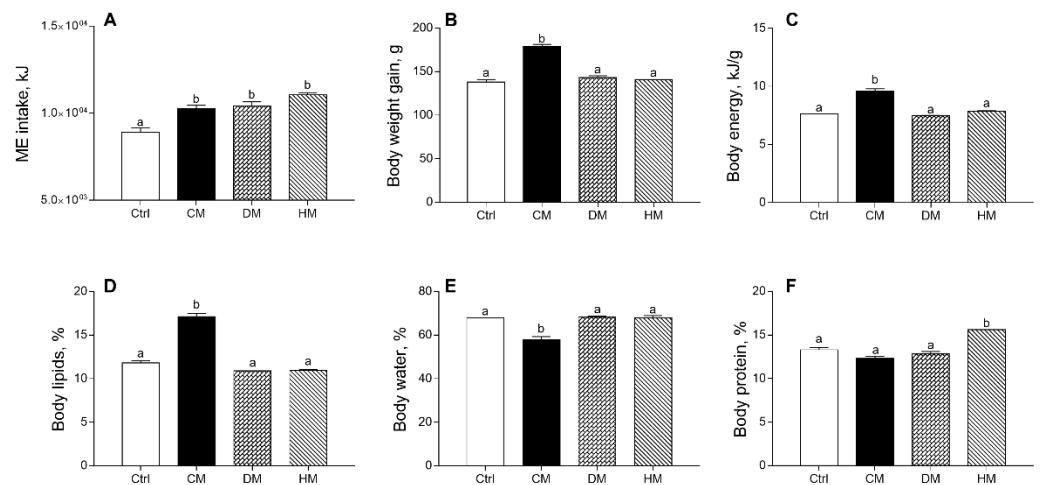 A
ME intake, kJ
1.5×10⁰⁴
1.0×10⁰⁴
5.0×10⁰³
a
b
b
b
Ctrl CM DM HM
B
Body weight gain, g
200
150
100
50
0
a
b
a
a
Ctrl CM DM HM
C
Body energy, kJ/g
15
10
5
0
a
b
a
a
Ctrl CM DM HM
D
Body lipids, %
20
15
10
5
0
a
b
a
a
Ctrl CM DM HM
E
Body water, %
80
60
40
20
0
a
b
a
a
Ctrl CM DM HM
F
Body protein, %
20
15
10
5
0
a
a
a
b
Ctrl CM DM HM